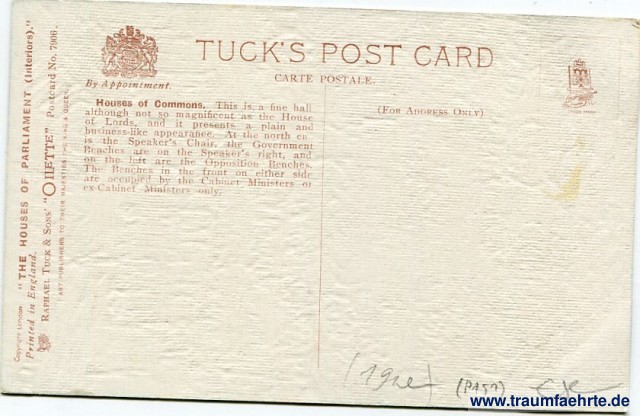 TUCK'S POST CARD
CARTE POSTALE.
By Appointment.
(FOR ADDRESS ONLY)
Houses of Commons. This is a fine hall
although not so magnificent as the House
of Lords, and it presents a plain and
business-like appearance. At the north en
is the Speaker's Chair, the Government
Benches are on the Speaker's right, and
on the left are the Opposition Benches.
The Benches in the front on either side
are occupied by the Cabinet Ministers or
ex-Cabinet Ministers only.
Copyright London "THE HOUSES OF PARLIAMENT (Interiors)."
Printed in England.
RAPHAEL TUCK & SONS' "OILETTE" Postcard No. 7906.
ART PUBLISHERS TO THEIR MAJESTIES THE KING & QUEEN.
(PA51)
www.traumfaehrte.de